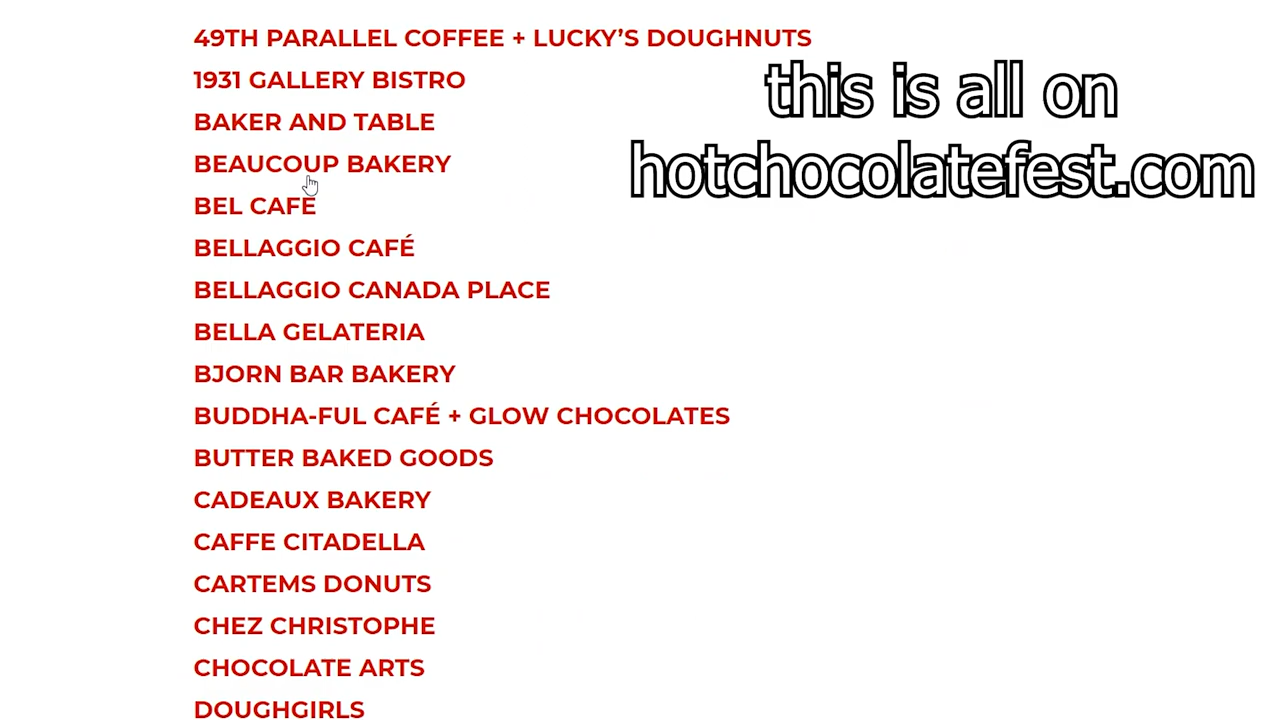 49TH PARALLEL COFFEE + LUCKY’S DOUGHNUTS
1931 GALLERY BISTRO
BAKER AND TABLE
BEAUCOUP BAKERY
BEL CAFE
BELLAGGIO CAFÉ
BELLAGGIO CANADA PLACE
BELLA GELATERIA
BJORN BAR BAKERY
BUDDHA-FUL CAFÉ + GLOW CHOCOLATES
BUTTER BAKED GOODS
CADEAUX BAKERY
CAFFE CITADELLA
CARTEMS DONUTS
CHEZ CHRISTOPHE
CHOCOLATE ARTS
DOUGHGIRLS
this is all on
hotchocolatefest.com